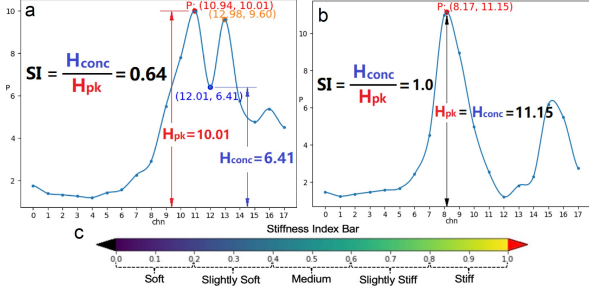 a
P: (10.94, 10.01)
(12.98, 9.60)
SI = Hconc / Hpk = 0.64
(12.01, 6.41)
Hpk=10.01
Hconc=6.41
P
10
8
6
4
2
0 1 2 3 4 5 6 7 8 9 10 11 12 13 14 15 16 17
chn
b
P: (8.17, 11.15)
SI = Hconc / Hpk = 1.0
Hpk= Hconc=11.15
P
10
8
6
4
2
0 1 2 3 4 5 6 7 8 9 10 11 12 13 14 15 16 17
chn
Stiffness Index Bar
c
0.0 0.1 0.2 0.3 0.4 0.5 0.6 0.7 0.8 0.9 1.0
Soft Slightly Soft Medium Slightly Stiff Stiff